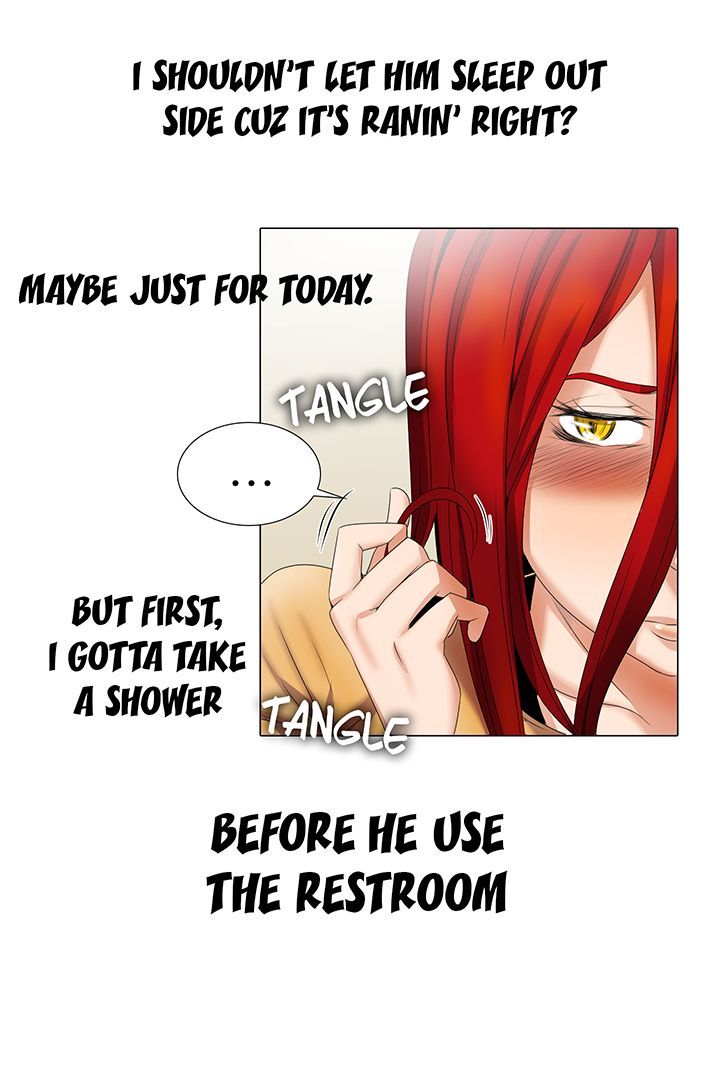 I SHOULDN'T LET HIM SLEEP OUT
SIDE CUZ IT'S RANIN' RIGHT?
MAYBE JUST FOR TODAY.
TANGLE
...
BUT FIRST,
I GOTTA TAKE
A SHOWER
TANGLE
BEFORE HE USE
THE RESTROOM